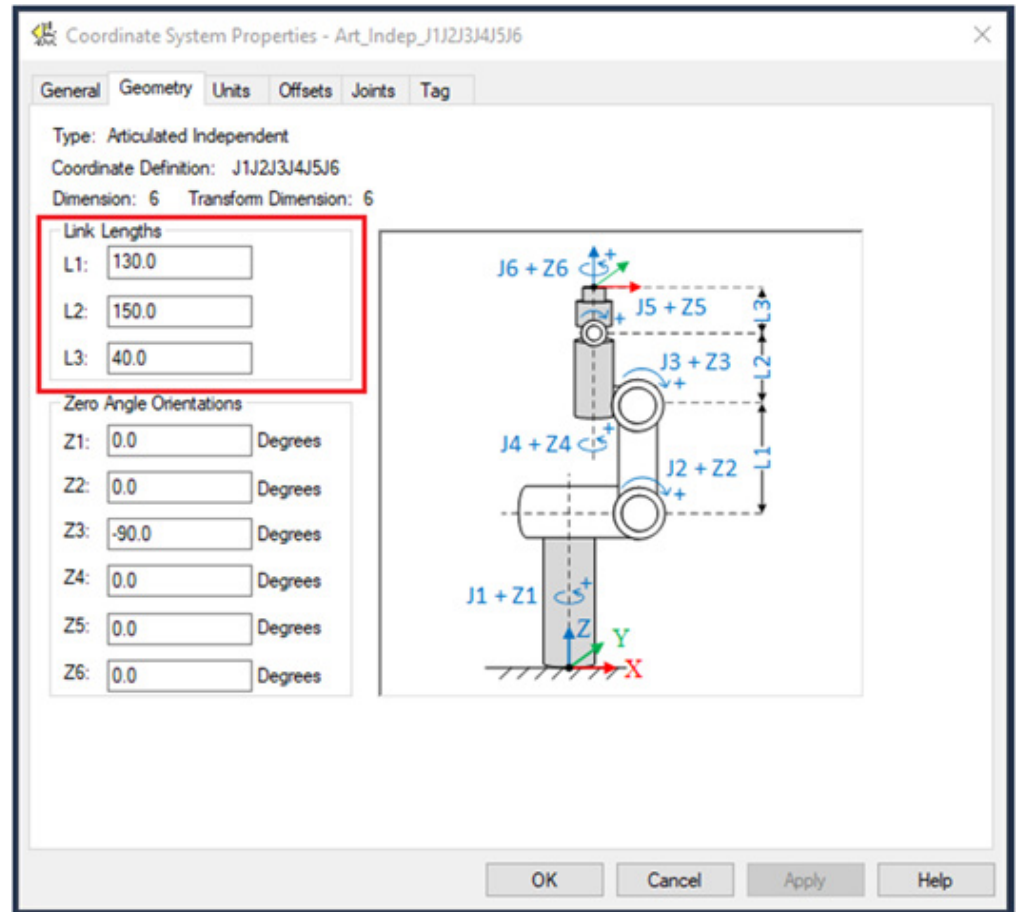 Coordinate System Properties - Art_Indep_J1J2J3J4J5J6
General Geometry Units Offsets Joints Tag
Type: Articulated Independent
Coordinate Definition: J1J2J3J4J5J6
Dimension: 6 Transform Dimension: 6
Link Lengths
L1: 130.0
L2: 150.0
L3: 40.0
Zero Angle Orientations
Z1: 0.0 Degrees
Z2: 0.0 Degrees
Z3: -90.0 Degrees
Z4: 0.0 Degrees
Z5: 0.0 Degrees
Z6: 0.0 Degrees
J6 + Z6 +
J5 + Z5 +
L3
J3 + Z3 +
L2
J4 + Z4 +
J2 + Z2 +
L1
J1 + Z1 +
Z
Y
X
OK Cancel Apply Help